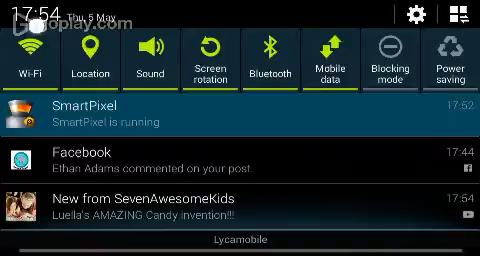 17:54 Thu, 5 May
Gogoplay.com
Wi-Fi
Location
Sound
Screen rotation
Bluetooth
Mobile data
Blocking mode
Power saving
SmartPixel 17:52
SmartPixel is running
Facebook 17:44
Ethan Adams commented on your post.
New from SevenAwesomeKids 17:54
Luella's AMAZING Candy invention!!!
Lycamobile